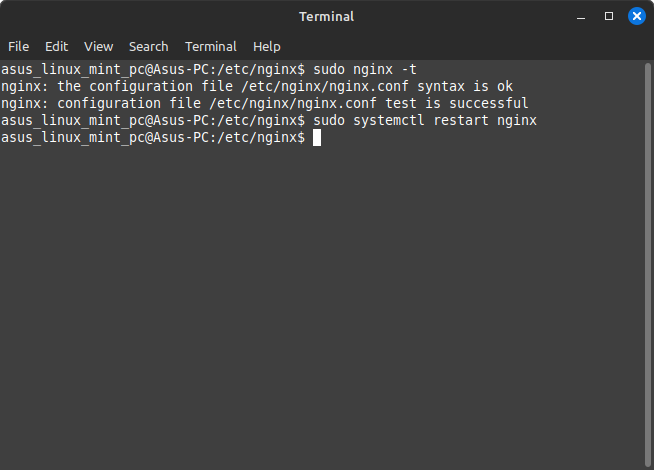 Terminal
File Edit View Search Terminal Help
asus_linux_mint_pc@Asus-PC:/etc/nginx$ sudo nginx -t
nginx: the configuration file /etc/nginx/nginx.conf syntax is ok
nginx: configuration file /etc/nginx/nginx.conf test is successful
asus_linux_mint_pc@Asus-PC:/etc/nginx$ sudo systemctl restart nginx
asus_linux_mint_pc@Asus-PC:/etc/nginx$